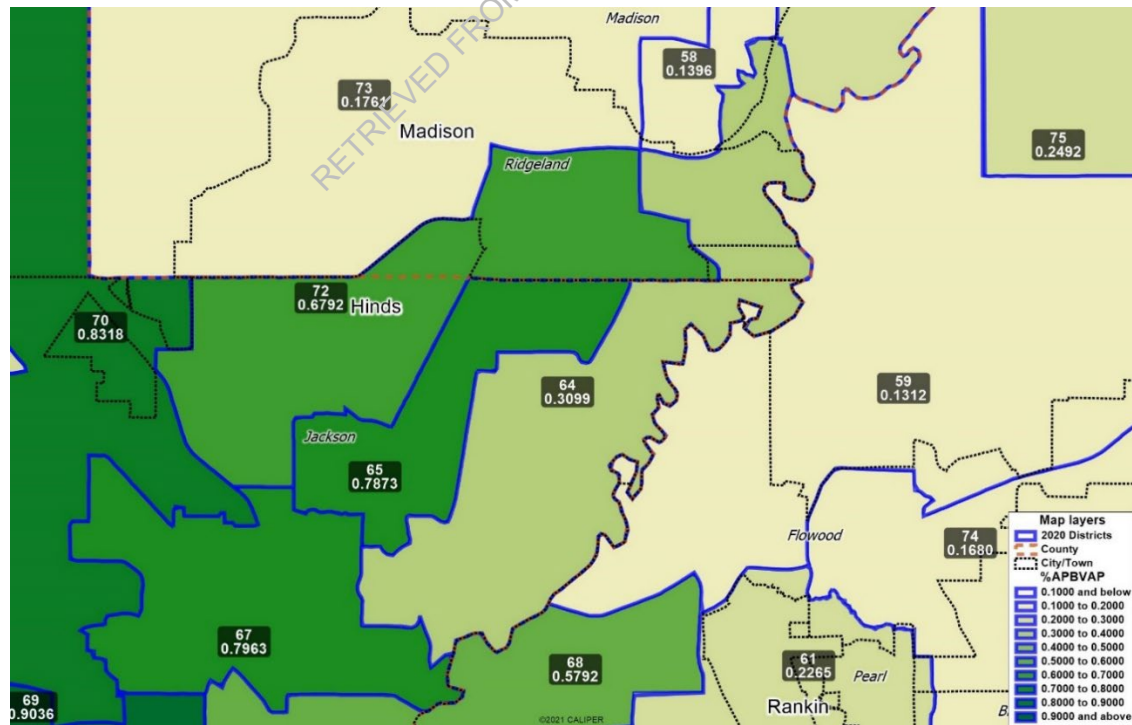 RETRIEVED FROM
Madison
58
0.1396
73
0.1761
Madison
75
0.2492
Ridgeland
72
0.6792
Hinds
70
0.8318
64
0.3099
59
0.1312
Jackson
65
0.7873
Flowood
74
0.1680
67
0.7963
68
0.5792
61
0.2265
Pearl
Rankin
69
0.9036
©2021 CALIPER
Map layers
2020 Districts
County
City/Town
%APBVAP
0.1000 and below
0.1000 to 0.2000
0.2000 to 0.3000
0.3000 to 0.4000
0.4000 to 0.5000
0.5000 to 0.6000
0.6000 to 0.7000
0.7000 to 0.8000
0.8000 to 0.9000
0.9000 and above